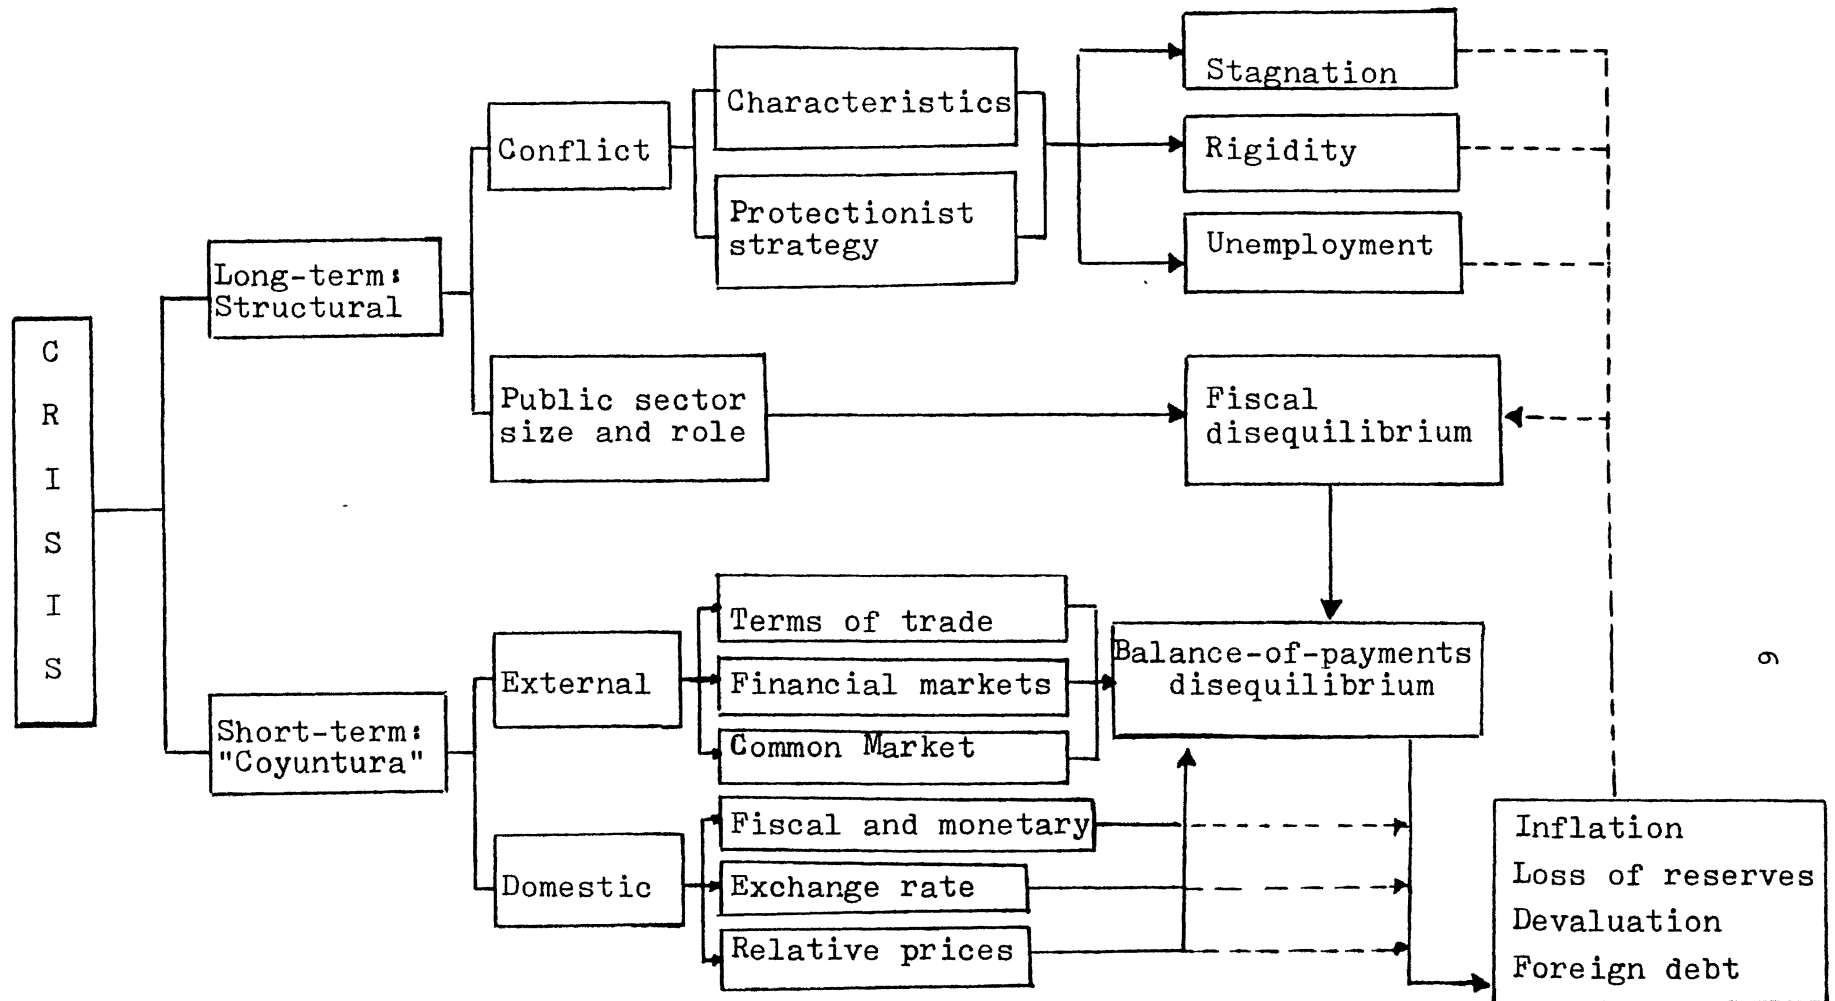 C
R
I
S
I
S
Long-term:
Structural
Short-term:
"Coyuntura"
Conflict
Public sector
size and role
External
Domestic
Characteristics
Protectionist
strategy
Terms of trade
Financial markets
Common Market
Fiscal and monetary
Exchange rate
Relative prices
Stagnation
Rigidity
Unemployment
Fiscal
disequilibrium
Balance-of-payments
disequilibrium
Inflation
Loss of reserves
Devaluation
Foreign debt
6